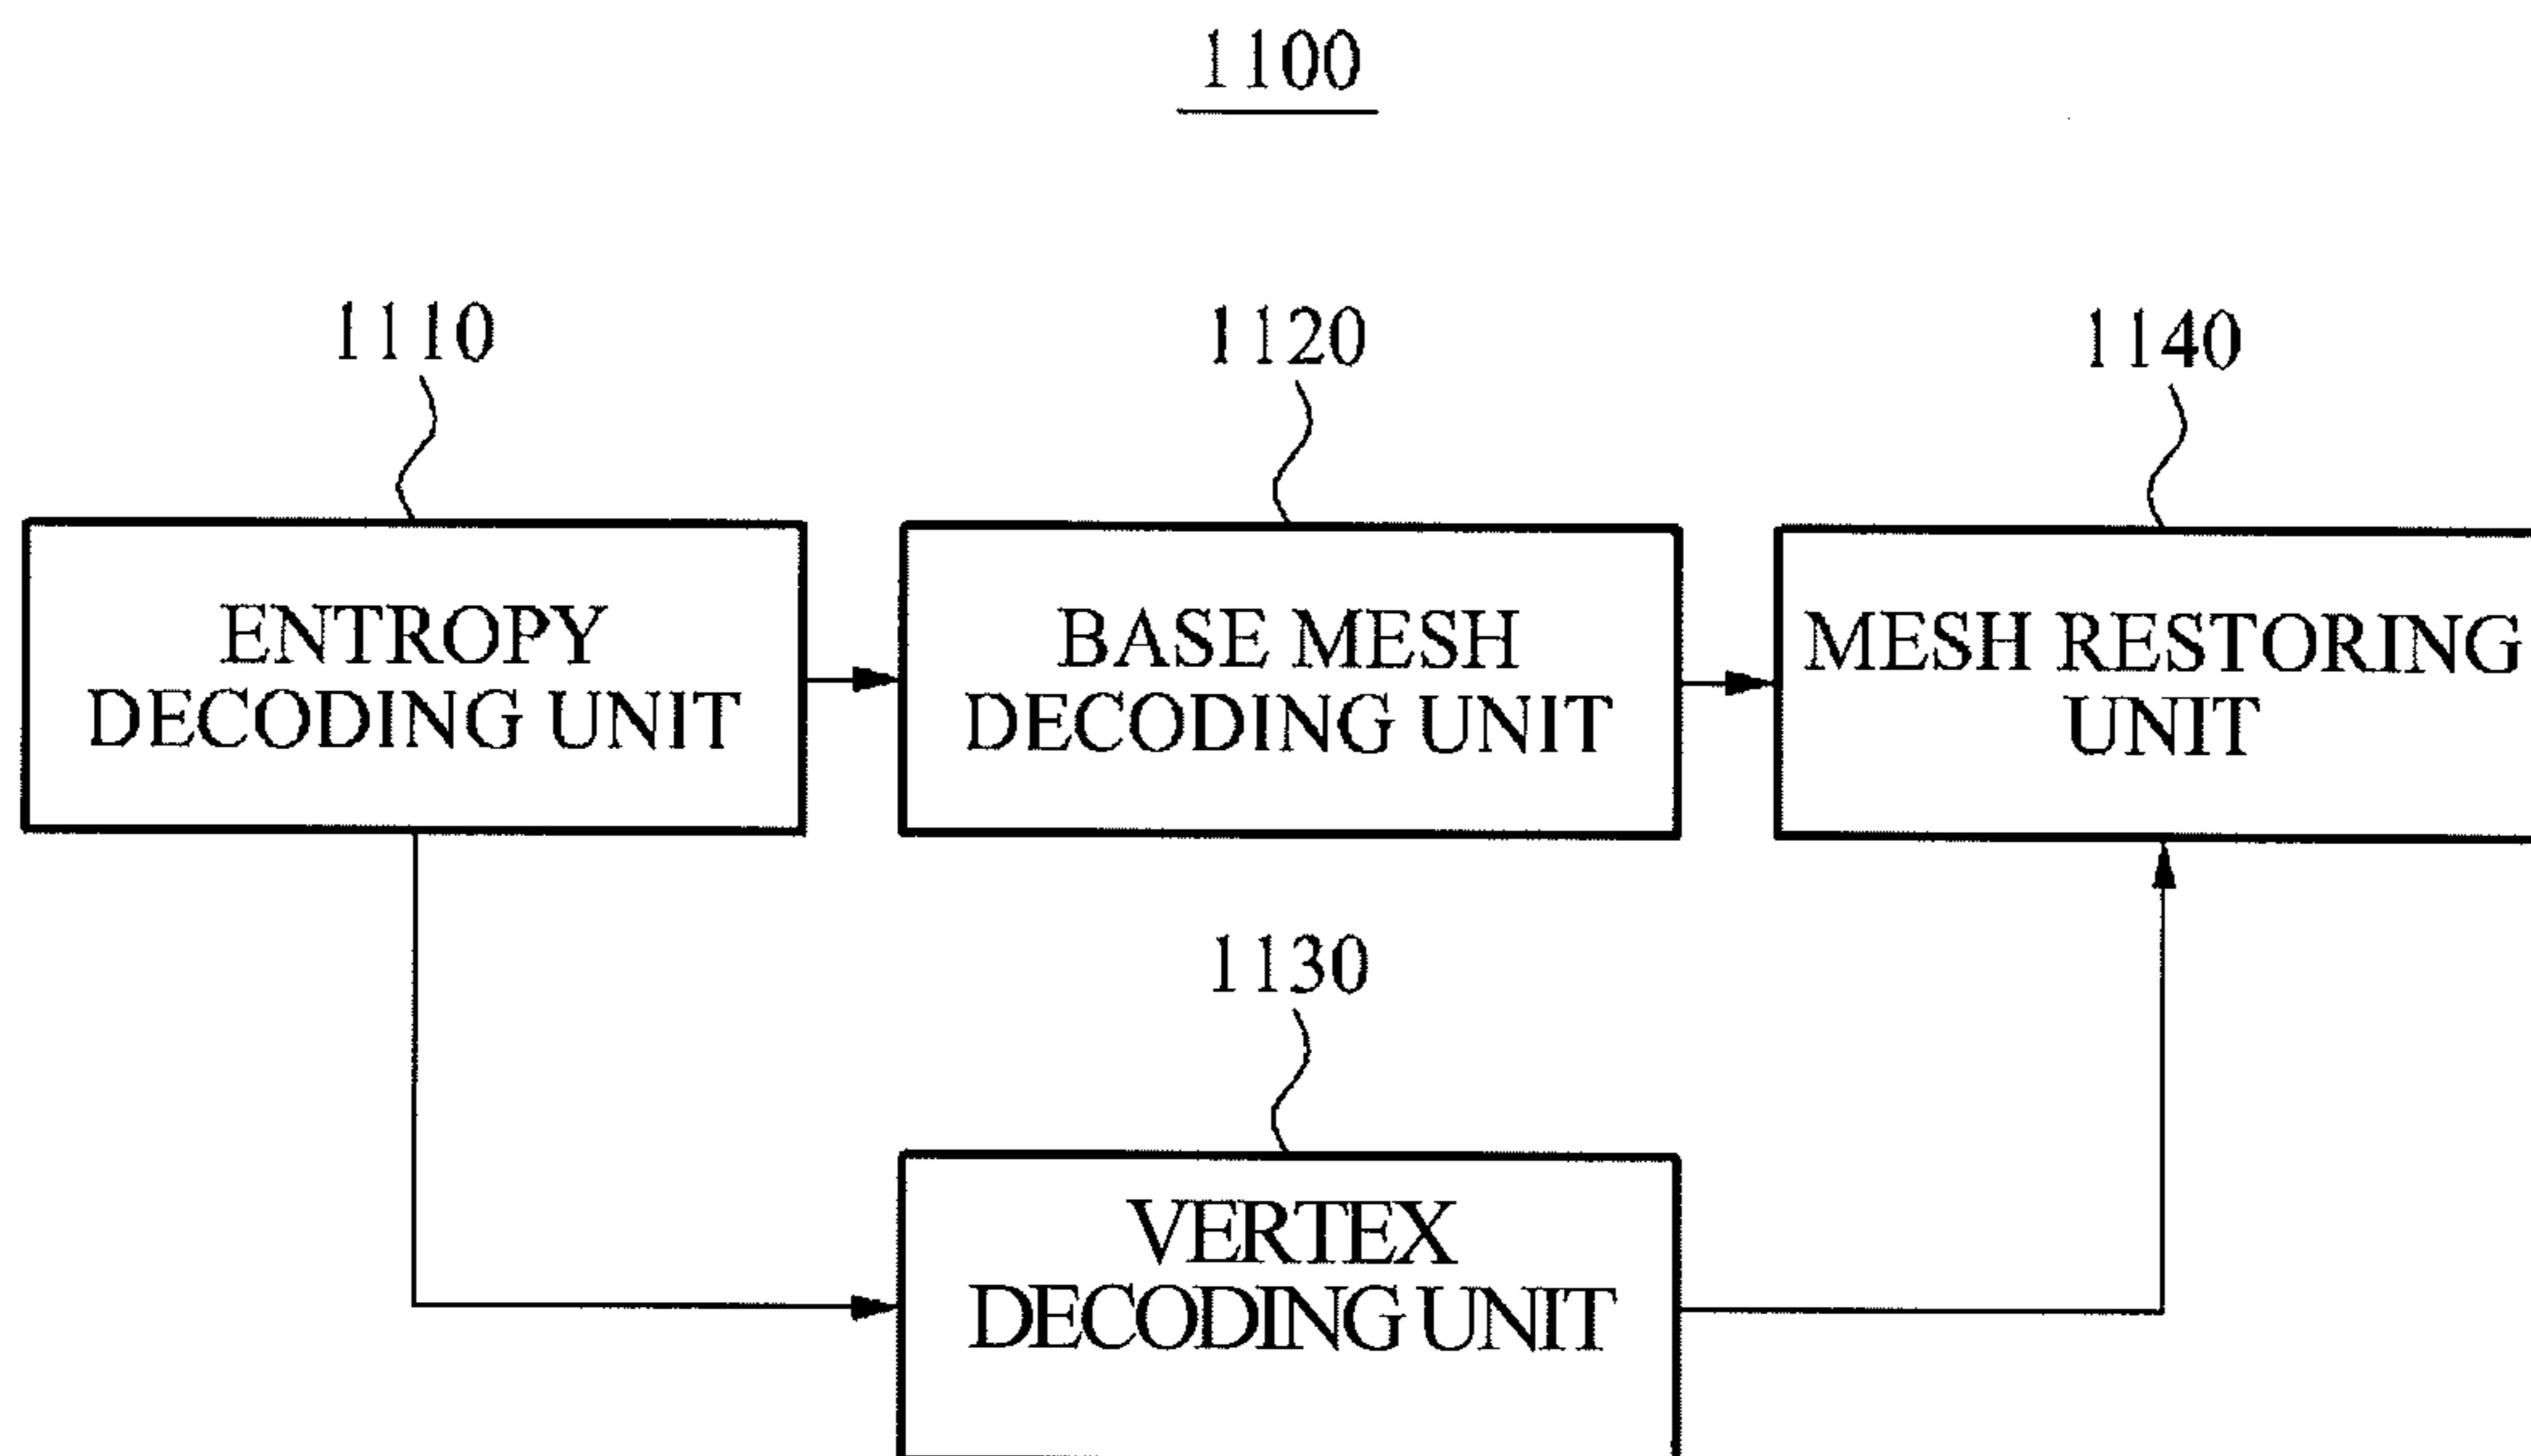 1100
1110
1120
1140
ENTROPY
DECODING UNIT
BASE MESH
DECODING UNIT
MESH RESTORING
UNIT
1130
VERTEX
DECODING UNIT